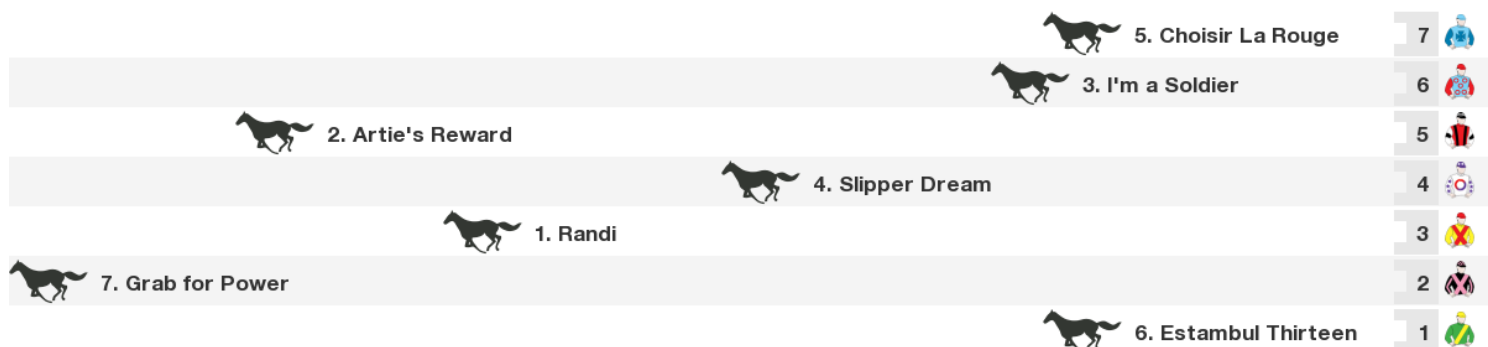 5. Choisir La Rouge 7
3. I'm a Soldier 6
2. Artie's Reward 5
4. Slipper Dream 4
1. Randi 3
7. Grab for Power 2
6. Estambul Thirteen 1